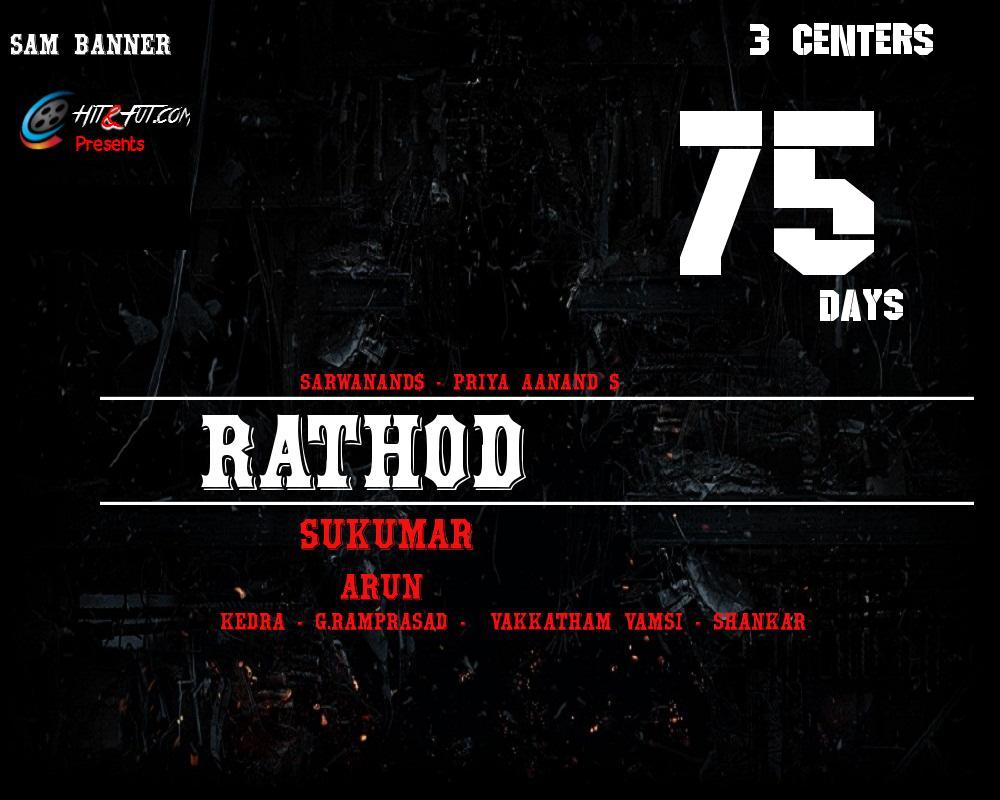 SAM BANNER
3 CENTERS
HIT&FUT.COM
Presents
75
DAYS
SARWANAND$ - PRIYA AANAND $
RATHOD
SUKUMAR
ARUN
KEDRA - G.RAMPRASAD - VAKKATHAM VAMSI - SHANKAR